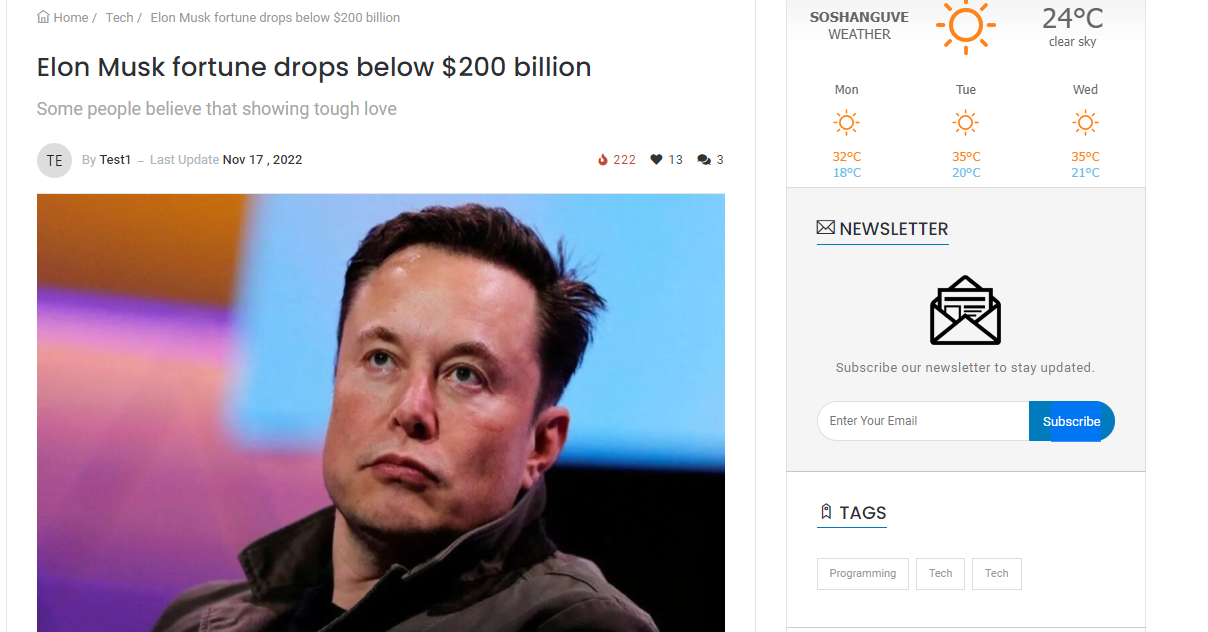 Home / Tech / Elon Musk fortune drops below $200 billion
Elon Musk fortune drops below $200 billion
Some people believe that showing tough love
TE By Test1 – Last Update Nov 17 , 2022 222 13 3
SOSHANGUVE
WEATHER
24°C
clear sky
Mon Tue Wed
32°C 35°C 35°C
18°C 20°C 21°C
NEWSLETTER
Subscribe our newsletter to stay updated.
Enter Your Email Subscribe
TAGS
Programming Tech Tech